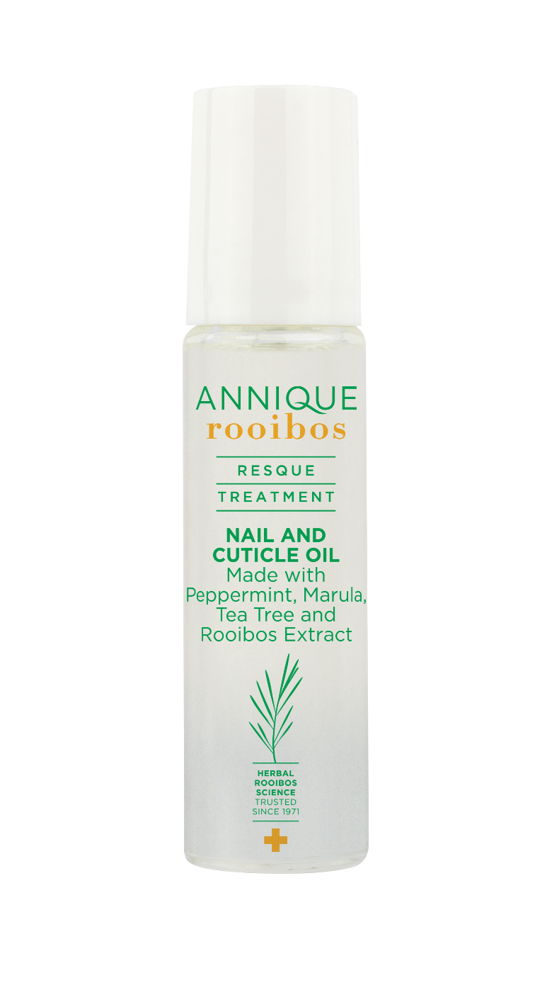 ANNIQUE
rooibos
RESQUE
TREATMENT
NAIL AND
CUTICLE OIL
Made with
Peppermint, Marula,
Tea Tree and
Rooibos Extract
HERBAL
ROOIBOS
SCIENCE
TRUSTED
SINCE 1971